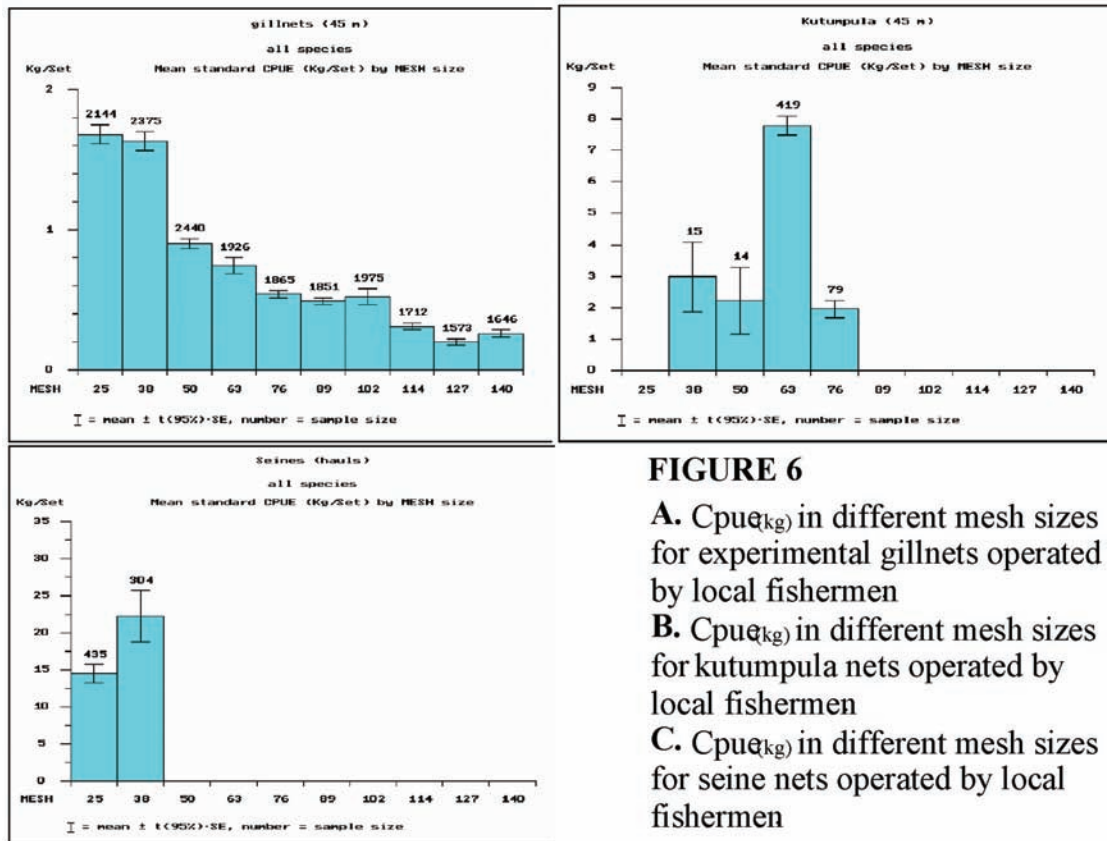 gillnets (45 m)
all species
Kg/Set Mean standard CPUE (Kg/Set) by MESH size
2
1
0
2144 2375 2440 1926 1865 1851 1975 1712 1573 1646
MESH 25 38 50 63 76 89 102 114 127 140
I = mean ± t(95%)·SE, number = sample size
Kutumpula (45 m)
all species
Kg/Set Mean standard CPUE (Kg/Set) by MESH size
9
8
7
6
5
4
3
2
1
0
15 14 419 79
MESH 25 38 50 63 76 89 102 114 127 140
I = mean ± t(95%)·SE, number = sample size
Seines (hauls)
all species
Kg/Set Mean standard CPUE (Kg/Set) by MESH size
35
30
25
20
15
10
5
0
435 304
MESH 25 38 50 63 76 89 102 114 127 140
I = mean ± t(95%)·SE, number = sample size
FIGURE 6
A. Cpue(kg) in different mesh sizes
for experimental gillnets operated
by local fishermen
B. Cpue(kg) in different mesh sizes
for kutumpula nets operated by
local fishermen
C. Cpue(kg) in different mesh sizes
for seine nets operated by local
fishermen